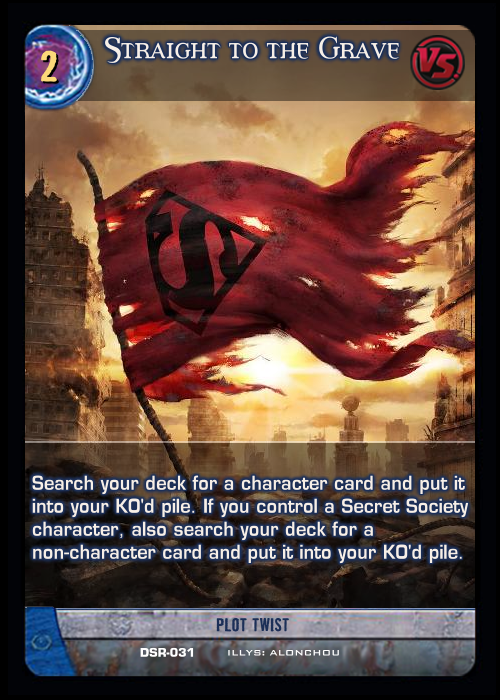 2
STRAIGHT TO THE GRAVE
VS.
S
Search your deck for a character card and put it
into your KO'd pile. If you control a Secret Society
character, also search your deck for a
non-character card and put it into your KO'd pile.
PLOT TWIST
DSR-031 ILLYS: ALONCHOU